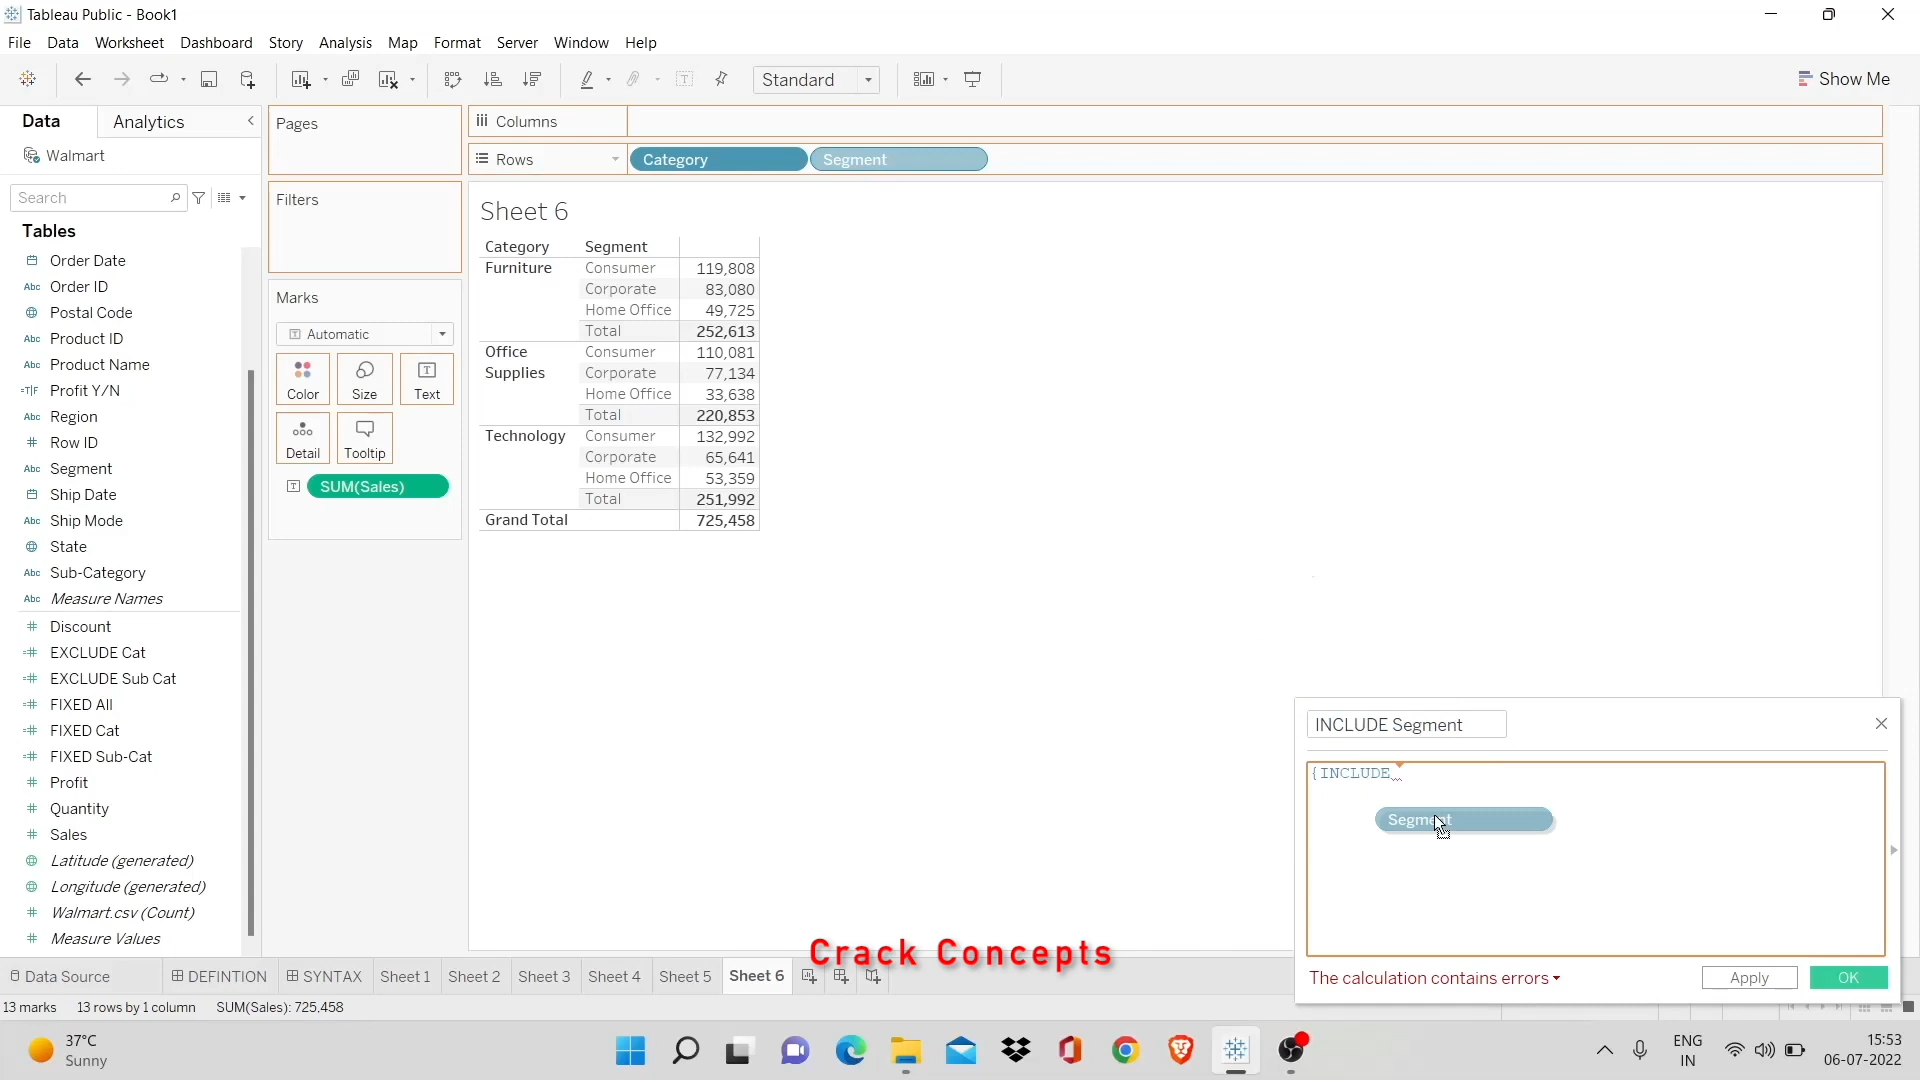 Tableau Public - Book1
File Data Worksheet Dashboard Story Analysis Map Format Server Window Help
Standard
Show Me
Data
Analytics
Walmart
Search
Tables
Order Date
Abc Order ID
Postal Code
Abc Product ID
Abc Product Name
=T|F Profit Y/N
Abc Region
# Row ID
Abc Segment
Ship Date
Abc Ship Mode
State
Abc Sub-Category
Abc Measure Names
# Discount
=# EXCLUDE Cat
=# EXCLUDE Sub Cat
=# FIXED All
=# FIXED Cat
=# FIXED Sub-Cat
# Profit
# Quantity
# Sales
Latitude (generated)
Longitude (generated)
# Walmart.csv (Count)
# Measure Values
Pages
Filters
Marks
Automatic
Color Size Text
Detail Tooltip
SUM(Sales)
Columns
Rows Category Segment
Sheet 6
Category Segment
Furniture Consumer 119,808
Corporate 83,080
Home Office 49,725
Total 252,613
Office Supplies Consumer 110,081
Corporate 77,134
Home Office 33,638
Total 220,853
Technology Consumer 132,992
Corporate 65,641
Home Office 53,359
Total 251,992
Grand Total 725,458
INCLUDE Segment
{INCLUDE
Segment
The calculation contains errors
Apply OK
Crack Concepts
Data Source DEFINTION SYNTAX Sheet 1 Sheet 2 Sheet 3 Sheet 4 Sheet 5 Sheet 6
13 marks 13 rows by 1 column SUM(Sales): 725,458
37°C
Sunny
ENG
IN
15:53
06-07-2022